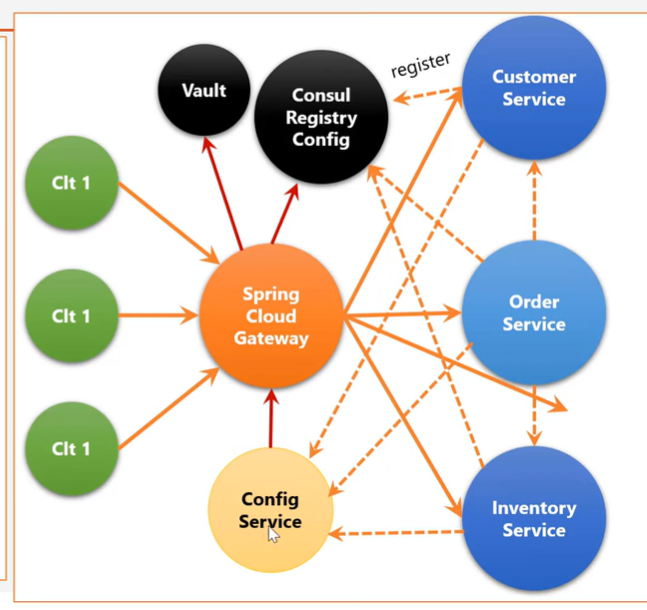 Vault
Consul
Registry
Config
register
Customer
Service
Clt 1
Clt 1
Spring
Cloud
Gateway
Order
Service
Clt 1
Config
Service
Inventory
Service